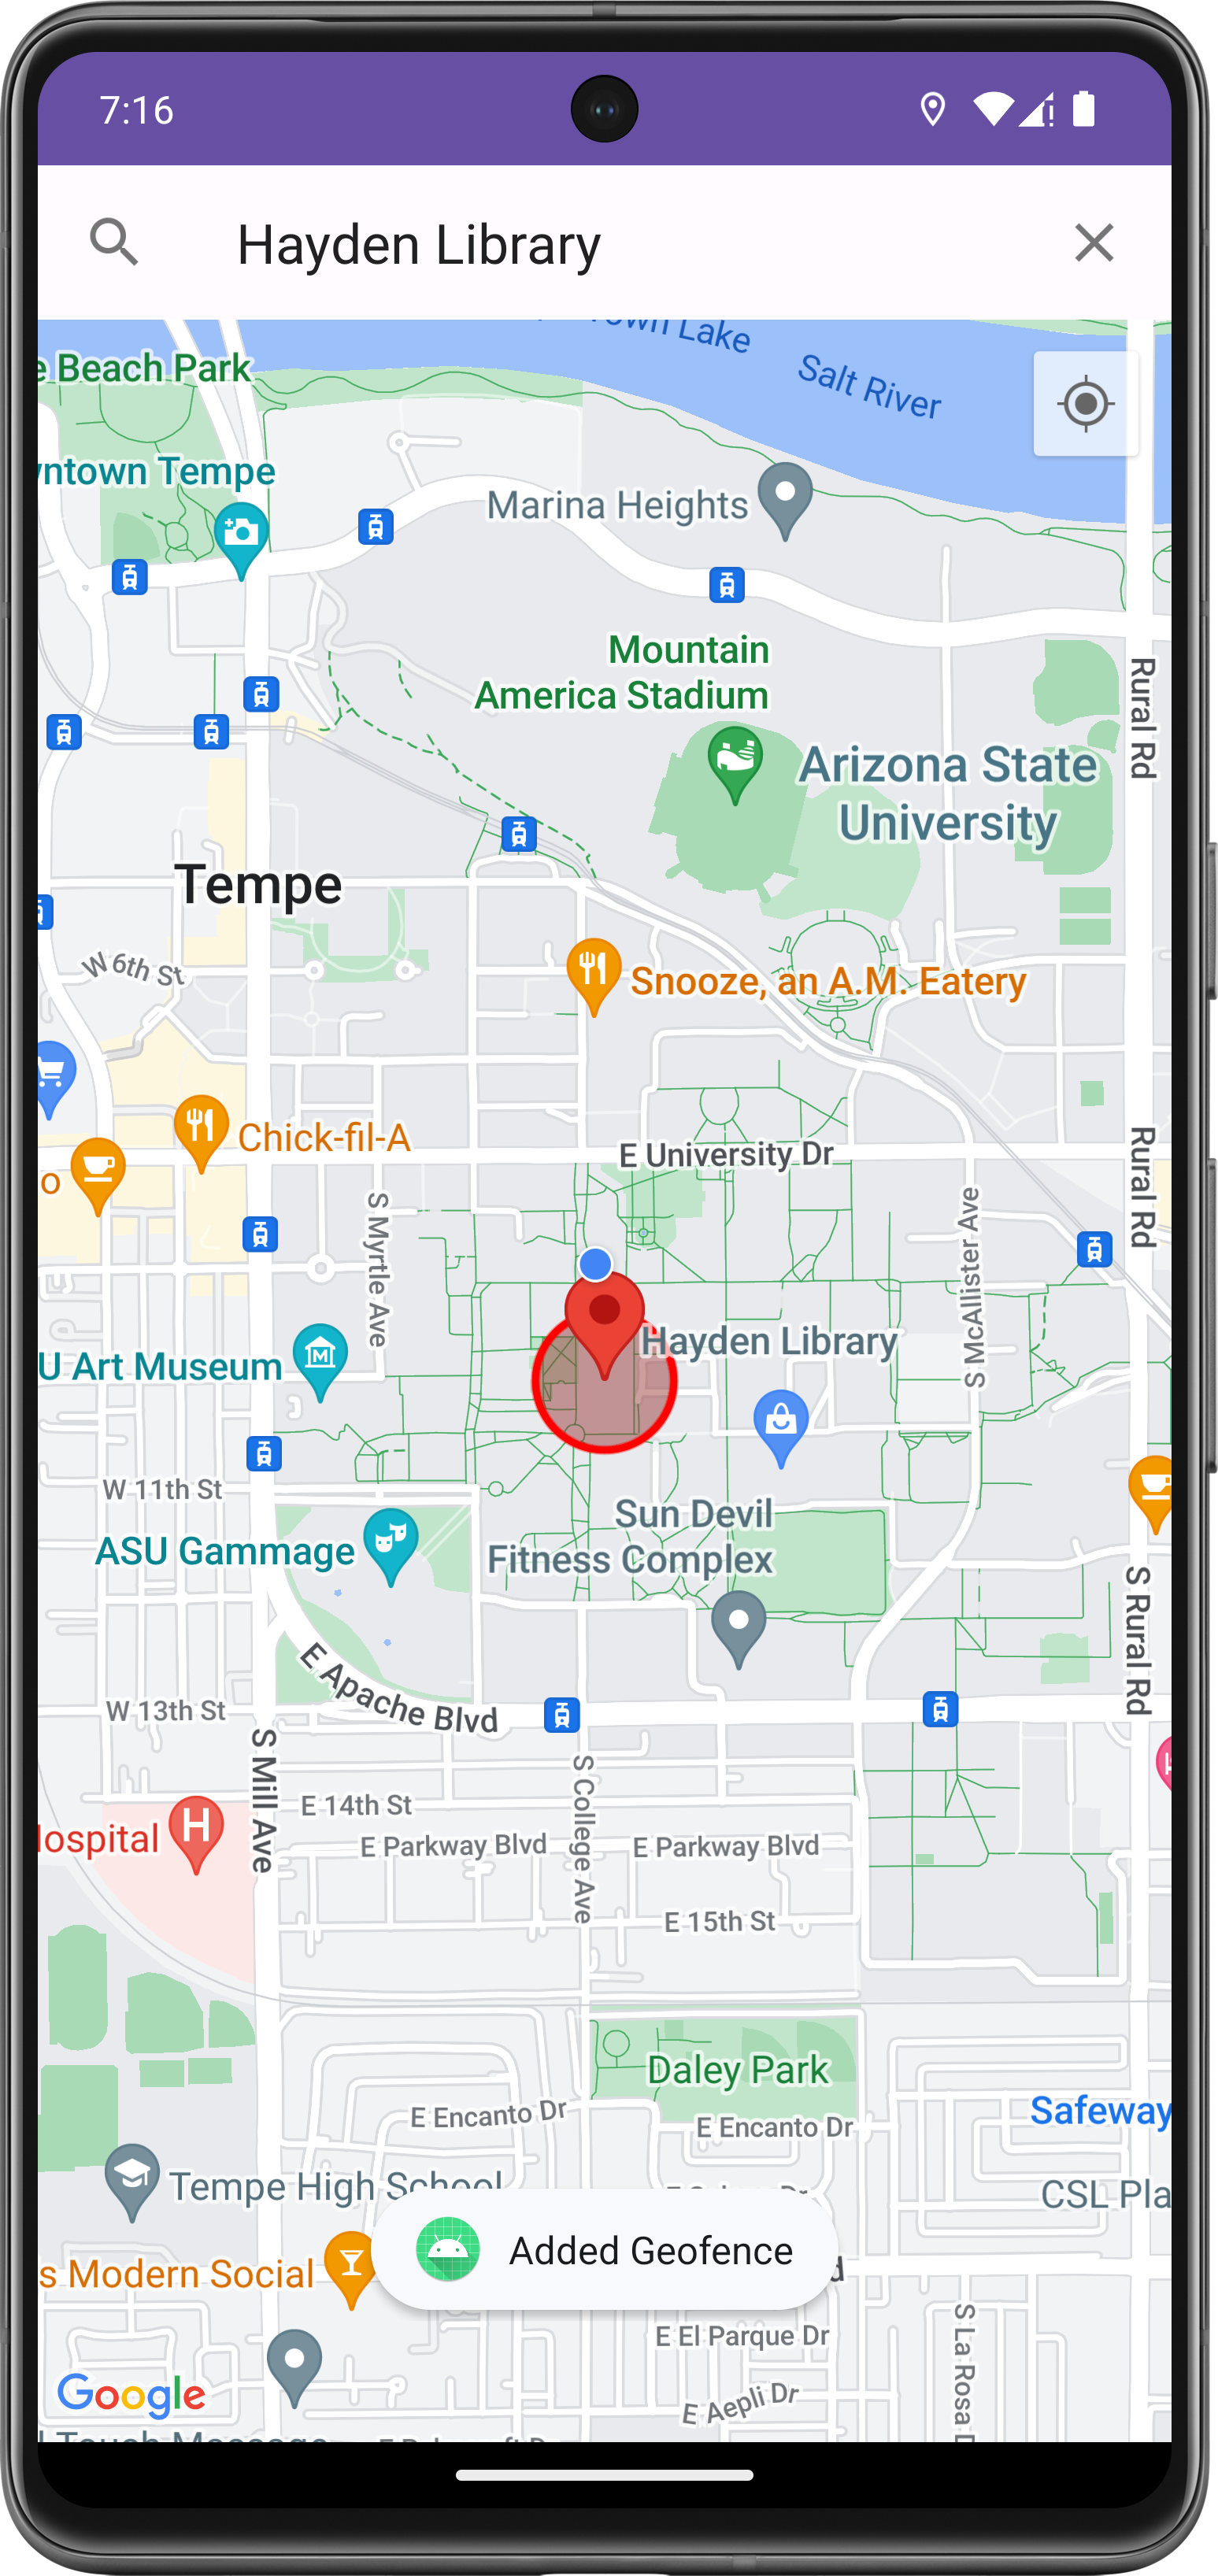 7:16
Hayden Library
Town Lake
Salt River
e Beach Park
wntown Tempe
Marina Heights
Mountain
America Stadium
Arizona State
University
Rural Rd
Tempe
W 6th St
Snooze, an A.M. Eatery
Chick-fil-A
o
E University Dr
Rural Rd
S Myrtle Ave
S McAllister Ave
Hayden Library
U Art Museum
W 11th St
ASU Gammage
Sun Devil
Fitness Complex
S Rural Rd
E Apache Blvd
W 13th St
S Mill Ave
S College Ave
E 14th St
Hospital
E Parkway Blvd
E Parkway Blvd
E 15th St
Daley Park
E Encanto Dr
E Encanto Dr
Safeway
Tempe High School
CSL Pla
Added Geofence
s Modern Social
d
E El Parque Dr
S La Rosa D
E Aepli Dr
Google